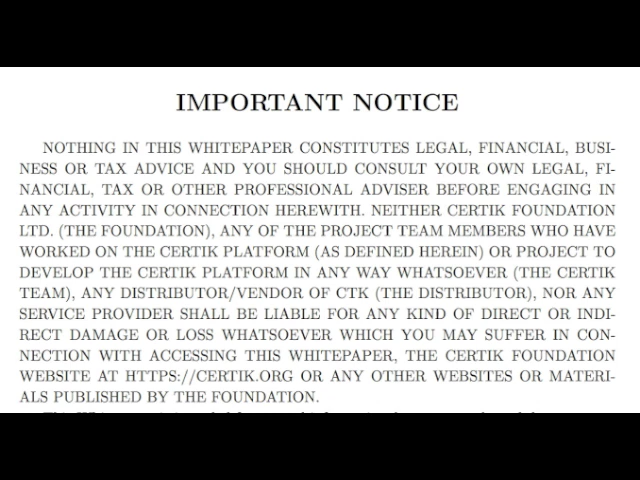 IMPORTANT NOTICE
NOTHING IN THIS WHITEPAPER CONSTITUTES LEGAL, FINANCIAL, BUSI-
NESS OR TAX ADVICE AND YOU SHOULD CONSULT YOUR OWN LEGAL, FI-
NANCIAL, TAX OR OTHER PROFESSIONAL ADVISER BEFORE ENGAGING IN
ANY ACTIVITY IN CONNECTION HEREWITH. NEITHER CERTIK FOUNDATION
LTD. (THE FOUNDATION), ANY OF THE PROJECT TEAM MEMBERS WHO HAVE
WORKED ON THE CERTIK PLATFORM (AS DEFINED HEREIN) OR PROJECT TO
DEVELOP THE CERTIK PLATFORM IN ANY WAY WHATSOEVER (THE CERTIK
TEAM), ANY DISTRIBUTOR/VENDOR OF CTK (THE DISTRIBUTOR), NOR ANY
SERVICE PROVIDER SHALL BE LIABLE FOR ANY KIND OF DIRECT OR INDI-
RECT DAMAGE OR LOSS WHATSOEVER WHICH YOU MAY SUFFER IN CON-
NECTION WITH ACCESSING THIS WHITEPAPER, THE CERTIK FOUNDATION
WEBSITE AT HTTPS://CERTIK.ORG OR ANY OTHER WEBSITES OR MATERI-
ALS PUBLISHED BY THE FOUNDATION.